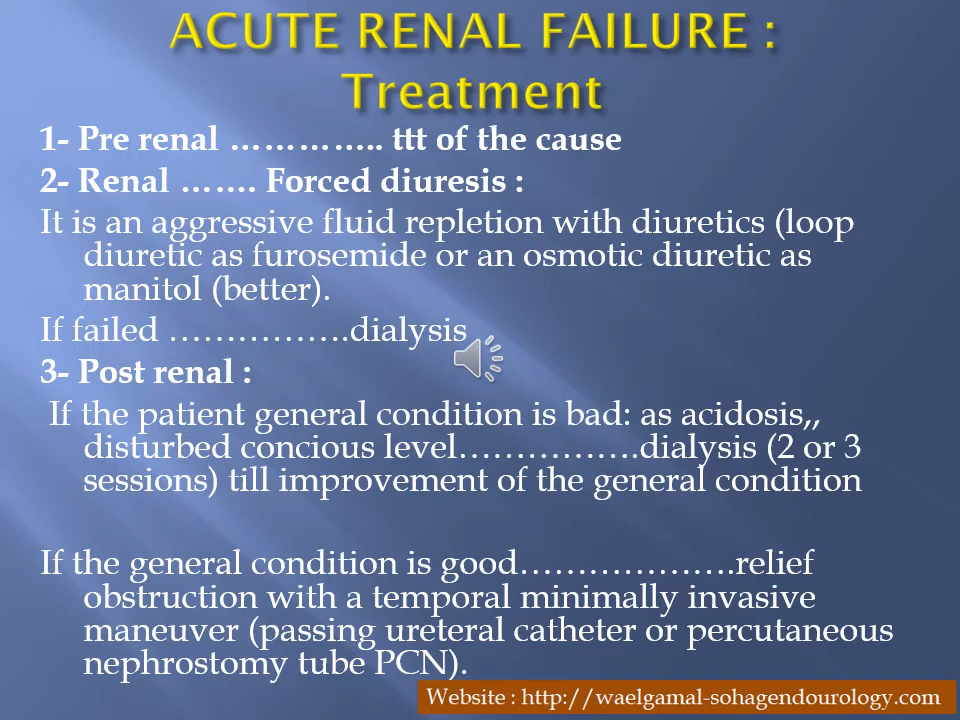 ACUTE RENAL FAILURE :
Treatment
1- Pre renal ………….. ttt of the cause
2- Renal ……. Forced diuresis :
It is an aggressive fluid repletion with diuretics (loop
diuretic as furosemide or an osmotic diuretic as
manitol (better).
If failed …………….dialysis
3- Post renal :
If the patient general condition is bad: as acidosis,,
disturbed concious level…………….dialysis (2 or 3
sessions) till improvement of the general condition
If the general condition is good……………….relief
obstruction with a temporal minimally invasive
maneuver (passing ureteral catheter or percutaneous
nephrostomy tube PCN).
Website : http://waelgamal-sohagendourology.com